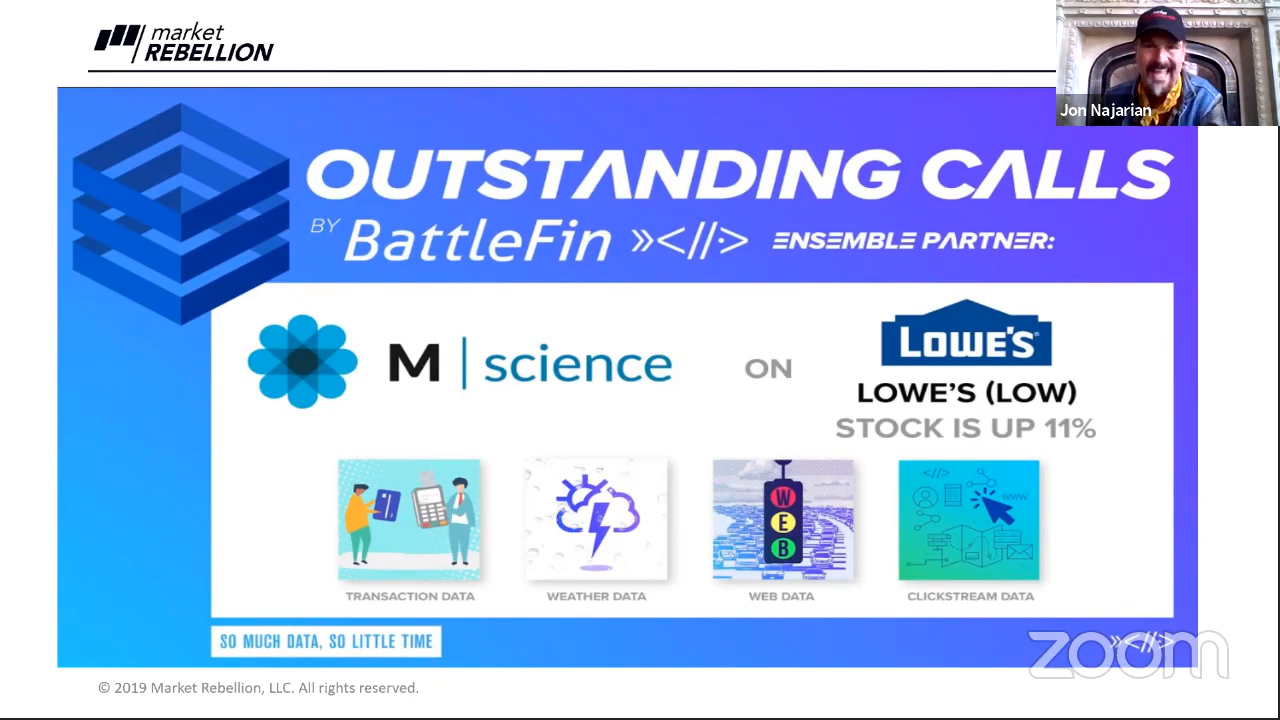 market
REBELLION
Jon Najarian
OUTSTANDING CALLS
BY BattleFin »<//·> ENSEMBLE PARTNER:
M | science
ON
LOWE'S
LOWE'S (LOW)
STOCK IS UP 11%
WEB
</>
WWW
TRANSACTION DATA
WEATHER DATA
WEB DATA
CLICKSTREAM DATA
SO MUCH DATA, SO LITTLE TIME
»<//·>
zoom
© 2019 Market Rebellion, LLC. All rights reserved.